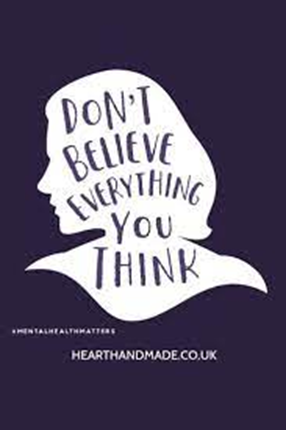 DON'T
BELIEVE
EVERYTHING
YOU
THINK
#MENTALHEALTHMATTERS
HEARTHANDMADE.CO.UK